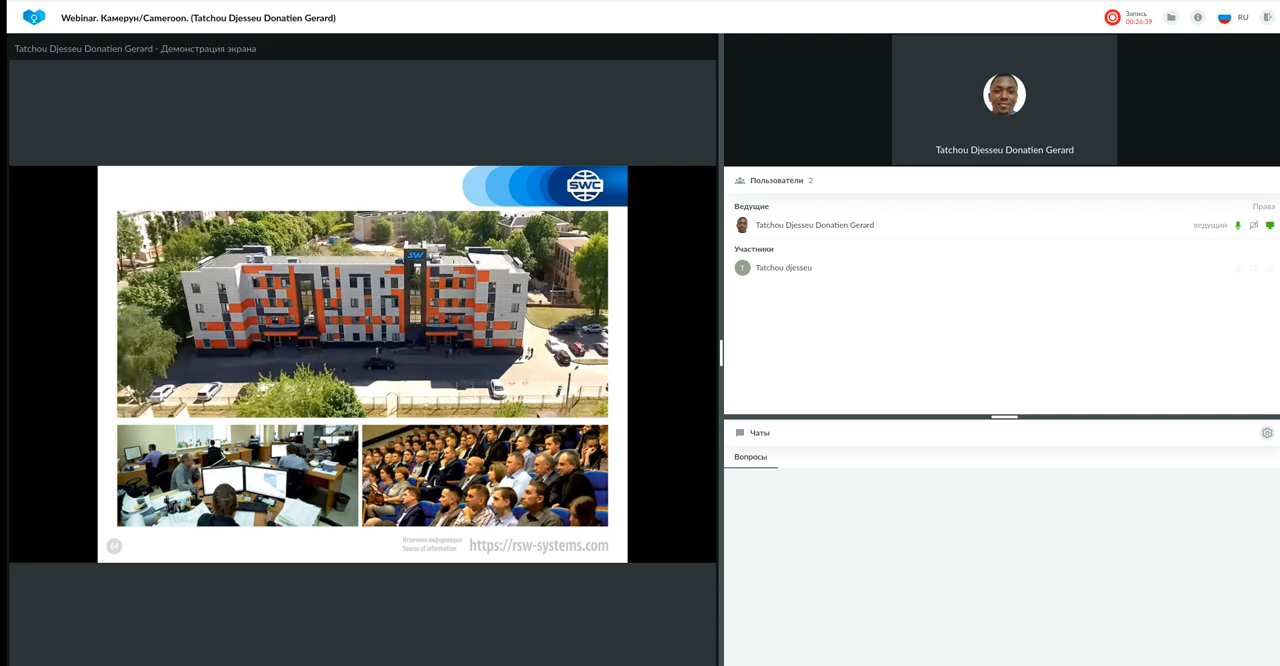 Webinar. Камерун/Cameroon. (Tatchou Djesseu Donatien Gerard)
Запись
00:26:39
RU
Tatchou Djesseu Donatien Gerard - Демонстрация экрана
SWC
SW
64
Источник информации
Source of information
https://rsw-systems.com
Tatchou Djesseu Donatien Gerard
Пользователи 2
Ведущие
Права
Tatchou Djesseu Donatien Gerard
ведущий
Участники
T
Tatchou djesseu
Чаты
Вопросы